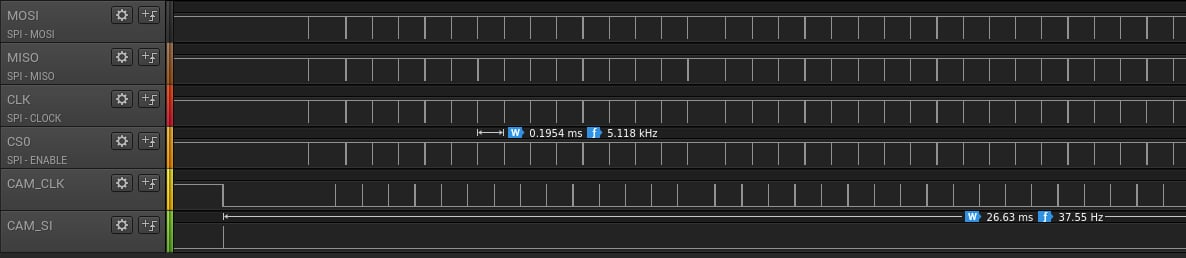 MOSI
SPI - MOSI
MISO
SPI - MISO
CLK
SPI - CLOCK
W 0.1954 ms f 5.118 kHz
CS0
SPI - ENABLE
CAM_CLK
W 26.63 ms f 37.55 Hz
CAM_SI